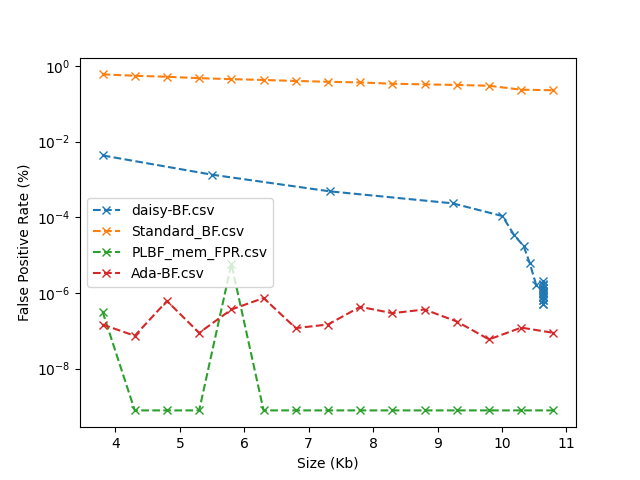 10⁰
10⁻²
10⁻⁴
10⁻⁶
10⁻⁸
False Positive Rate (%)
daisy-BF.csv
Standard_BF.csv
PLBF_mem_FPR.csv
Ada-BF.csv
4 5 6 7 8 9 10 11
Size (Kb)